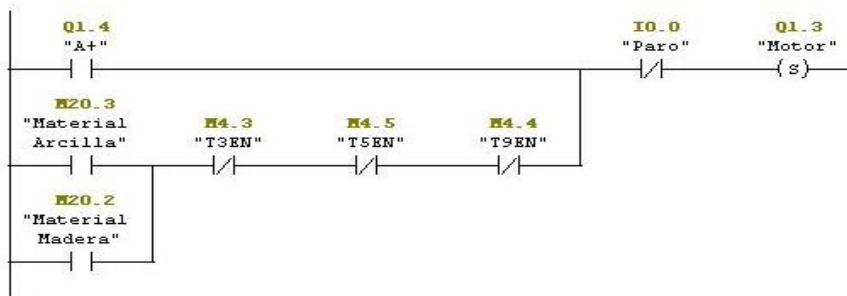 Q1.4
"A+"
I0.0
"Paro"
Q1.3
"Motor"
(S)
M20.3
"Material
Arcilla"
M4.3
"T3EN"
M4.5
"T5EN"
M4.4
"T9EN"
M20.2
"Material
Madera"